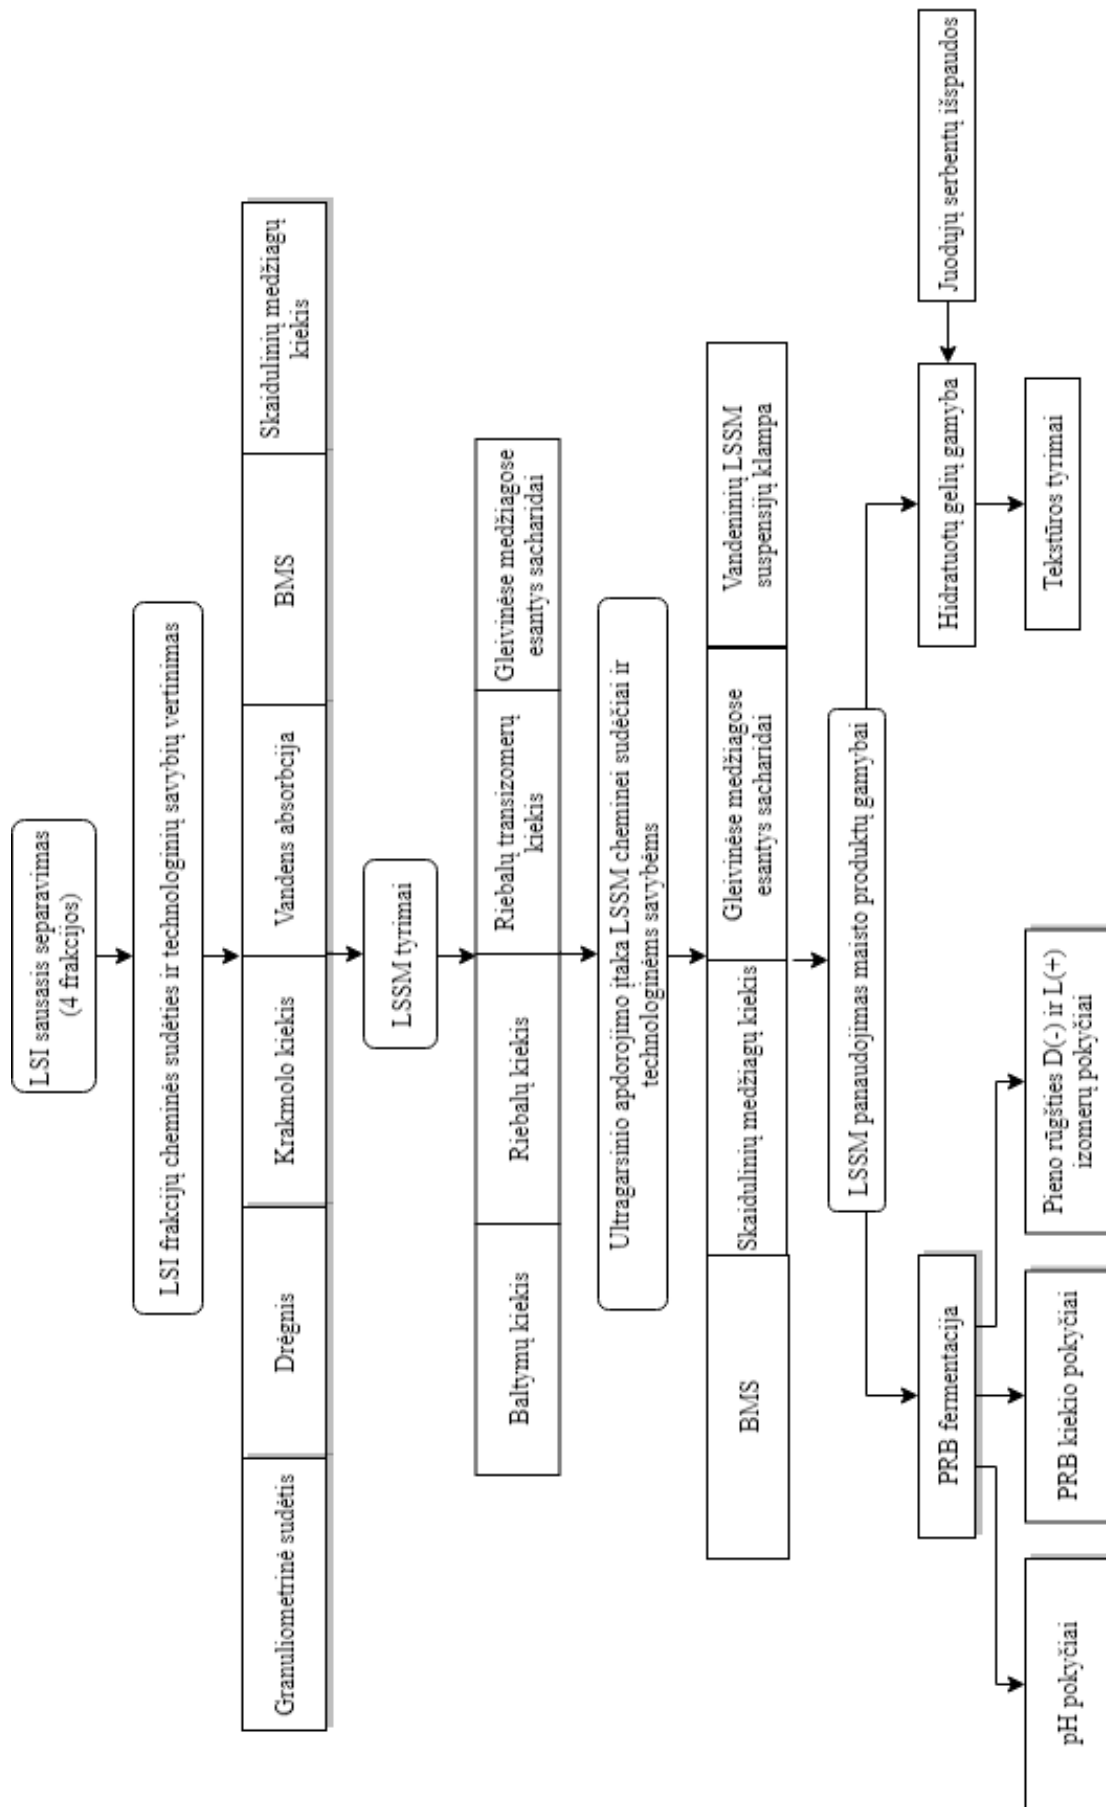 LSI sausasis separavimas
(4 frakcijos)
LSI frakcijų cheminės sudėties ir technologinių savybių vertinimas
Granuliometrinė sudėtis
Drėgnis
Krakmolo kiekis
Vandens absorbcija
BMS
Skaidulinių medžiagų
kiekis
LSSM tyrimai
Baltymų kiekis
Riebalų kiekis
Riebalų transizomerų
kiekis
Gleivinėse medžiagose
esantys sacharidai
Ultragarsinio apdorojimo įtaka LSSM cheminei sudėčiai ir
technologinėms savybėms
BMS
Skaidulinių medžiagų kiekis
Gleivinėse medžiagose
esantys sacharidai
Vandeninių LSSM
suspensijų klampa
LSSM panaudojimas maisto produktų gamybai
PRB fermentacija
Hidratuotų gelių gamyba
Juodųjų serbentų išspaudos
pH pokyčiai
PRB kiekio pokyčiai
Pieno rūgšties D(-) ir L(+)
izomerų pokyčiai
Tekstūros tyrimai